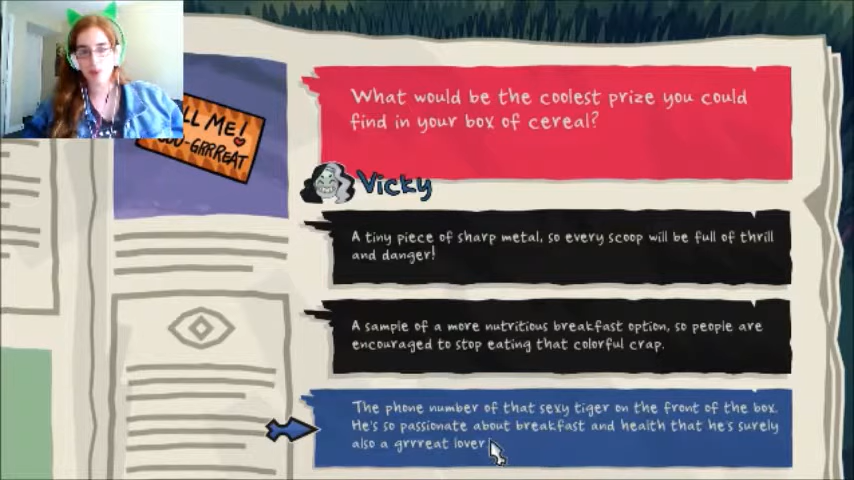 What would be the coolest prize you could
find in your box of cereal?
LL ME!
GRRREAT
Vicky
A tiny piece of sharp metal, so every scoop will be full of thrill
and danger!
A sample of a more nutritious breakfast option, so people are
encouraged to stop eating that colorful crap.
The phone number of that sexy tiger on the front of the box.
He's so passionate about breakfast and health that he's surely
also a grrreat lover!